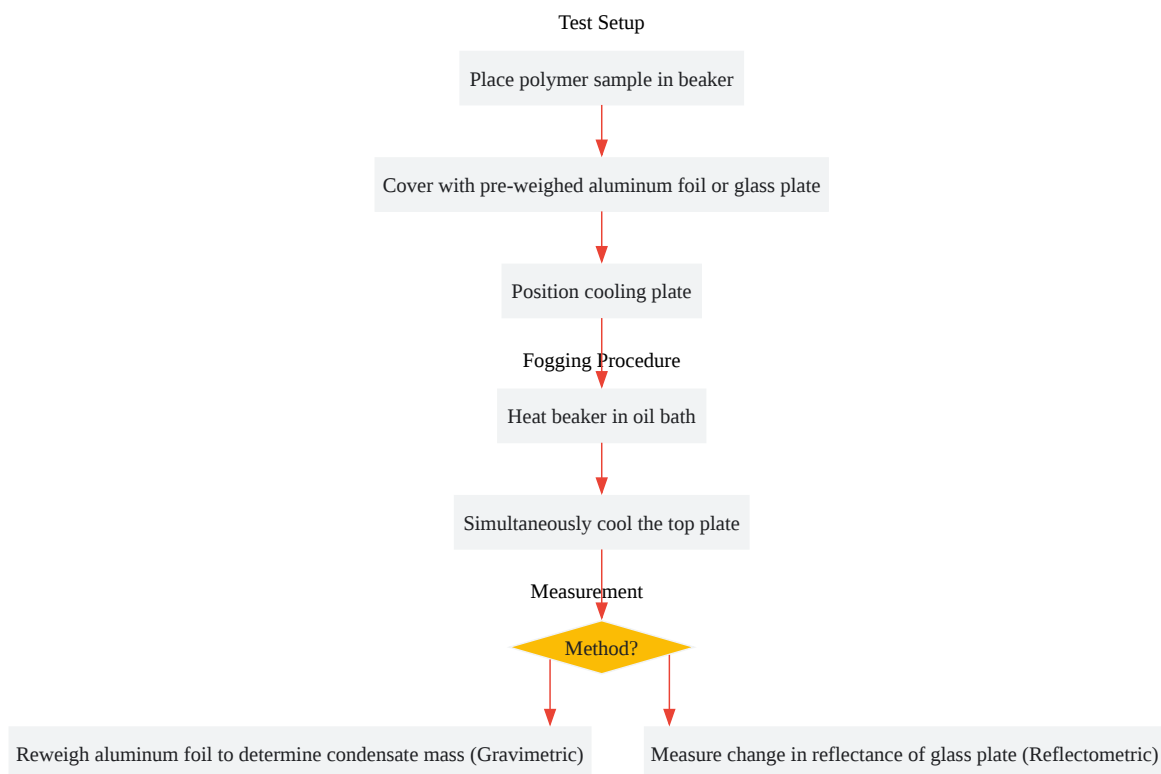 Test Setup
Place polymer sample in beaker
Cover with pre-weighed aluminum foil or glass plate
Position cooling plate
Fogging Procedure
Heat beaker in oil bath
Simultaneously cool the top plate
Measurement
Method?
Reweigh aluminum foil to determine condensate mass (Gravimetric)
Measure change in reflectance of glass plate (Reflectometric)